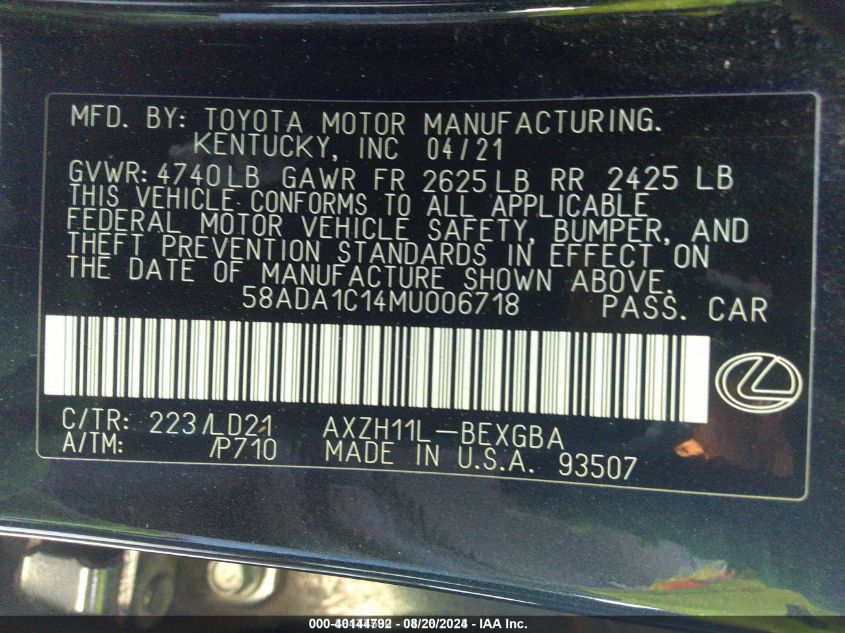 MFD. BY: TOYOTA MOTOR MANUFACTURING.
KENTUCKY, INC 04/21
GVWR: 4740 LB GAWR FR 2625 LB RR 2425 LB
THIS VEHICLE CONFORMS TO ALL APPLICABLE
FEDERAL MOTOR VEHICLE SAFETY, BUMPER, AND
THEFT PREVENTION STANDARDS IN EFFECT ON
THE DATE OF MANUFACTURE SHOWN ABOVE.
58ADA1C14MU006718 PASS. CAR
C/TR: 223/LD21 AXZH11L-BEXGBA
A/TM: /P710 MADE IN U.S.A. 93507
000-40144792 - 08/20/2024 - IAA Inc.